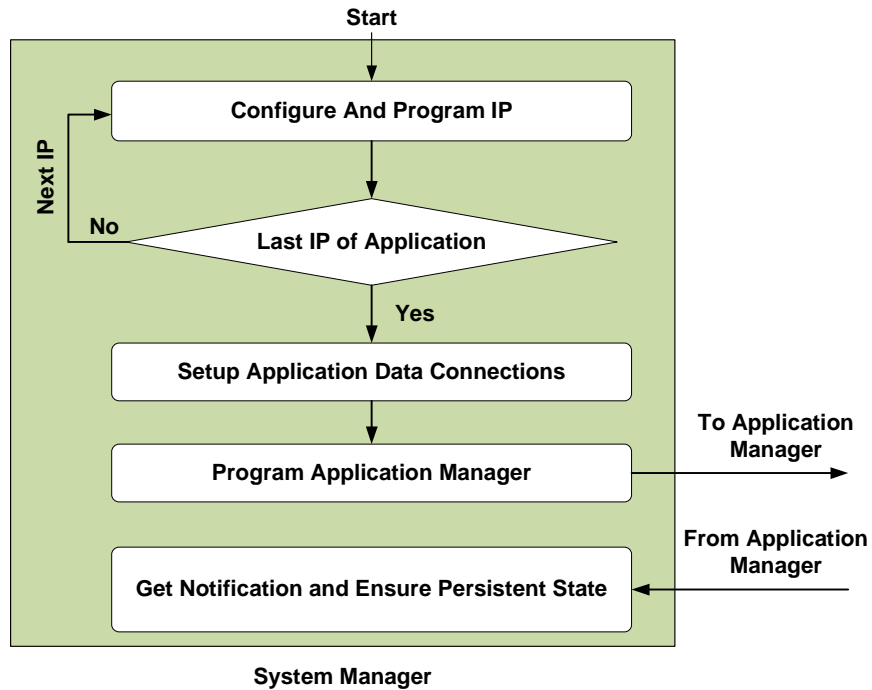 Start
Configure And Program IP
Next IP
No
Last IP of Application
Yes
Setup Application Data Connections
To Application
Manager
Program Application Manager
From Application
Manager
Get Notification and Ensure Persistent State
System Manager